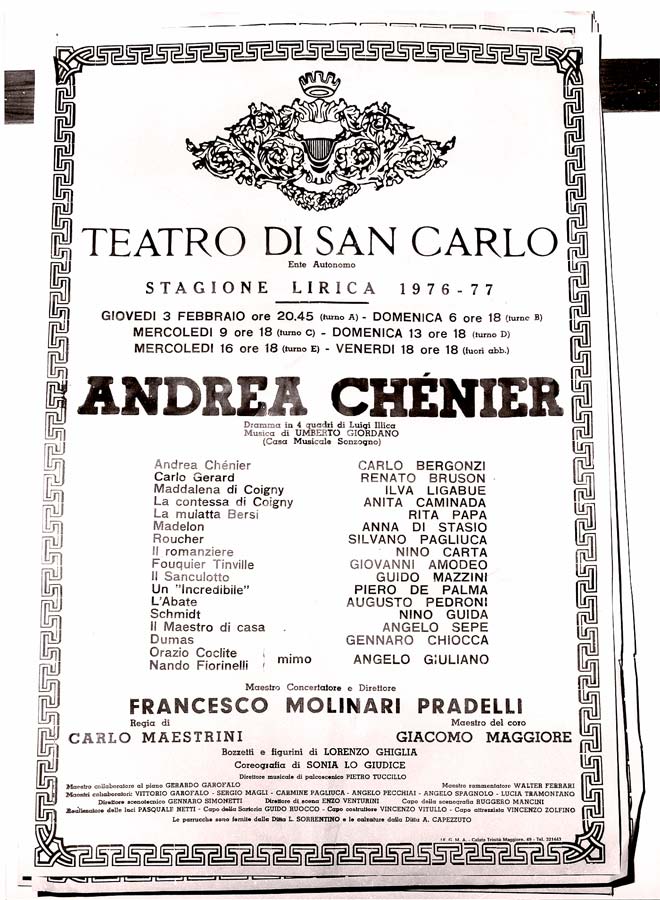 TEATRO DI SAN CARLO
Ente Autonomo
STAGIONE LIRICA 1976-77
GIOVEDI 3 FEBBRAIO ore 20.45 (turno A) - DOMENICA 6 ore 18 (turno B)
MERCOLEDI 9 ore 18 (turno C) - DOMENICA 13 ore 18 (turno D)
MERCOLEDI 16 ore 18 (turno E) - VENERDI 18 ore 18 (fuori abb.)
ANDREA CHÉNIER
Dramma in 4 quadri di Luigi Illica
Musica di UMBERTO GIORDANO
(Casa Musicale Sonzogno)
Andrea Chénier CARLO BERGONZI
Carlo Gerard RENATO BRUSON
Maddalena di Coigny ILVA LIGABUE
La contessa di Coigny ANITA CAMINADA
La mulatta Bersi RITA PAPA
Madelon ANNA DI STASIO
Roucher SILVANO PAGLIUCA
Il romanziere NINO CARTA
Fouquier Tinville GIOVANNI AMODEO
Il Sanculotto GUIDO MAZZINI
Un "Incredibile" PIERO DE PALMA
L'Abate AUGUSTO PEDRONI
Schmidt NINO GUIDA
Il Maestro di casa ANGELO SEPE
Dumas GENNARO CHIOCCA
Orazio Coclite
Nando Fiorinelli mimo ANGELO GIULIANO
Maestro Concertatore e Direttore
FRANCESCO MOLINARI PRADELLI
Regia di Maestro del coro
CARLO MAESTRINI GIACOMO MAGGIORE
Bozzetti e figurini di LORENZO GHIGLIA
Coreografia di SONIA LO GIUDICE
Direttore musicale di palcoscenico PIETRO TUCCILLO
Maestro collaboratore al piano GERARDO GAROFALO Maestro rammentatore WALTER FERRARI
Maestri collaboratori: VITTORIO GAROFALO - SERGIO MAGLI - CARMINE PAGLIUCA - ANGELO PECCHIAI - ANGELO SPAGNOLO - LUCIA TRAMONTANO
Direttore scenotecnico GENNARO SIMONETTI Direttore di scena ENZO VENTURINI Capo della scenografia RUGGERO MANCINI
Realizzatore delle luci PASQUALE NETTI - Capo della Sartoria GUIDO RUOCCO - Capo costruttore VINCENZO VITULLO - Capo attrezzista VINCENZO ZOLFINO
Le parrucche sono fornite dalla Ditta L. SORRENTINO e le calzature dalla Ditta A. CAPEZZUTO
G. M. A. - Calata Trinità Maggiore, 49 - Tel. 321443